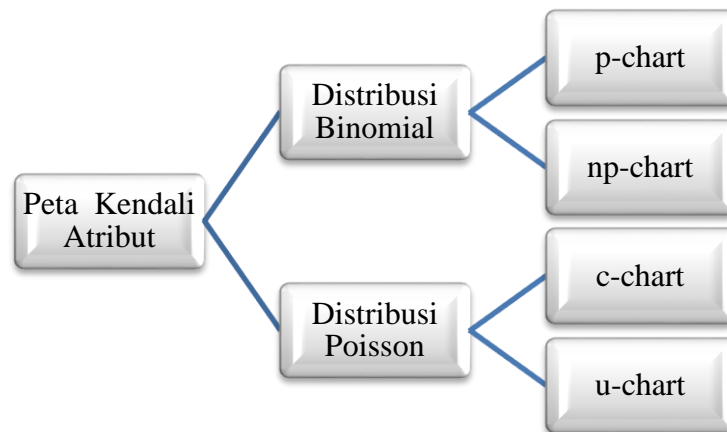 Peta Kendali
Atribut
Distribusi
Binomial
p-chart
np-chart
Distribusi
Poisson
c-chart
u-chart